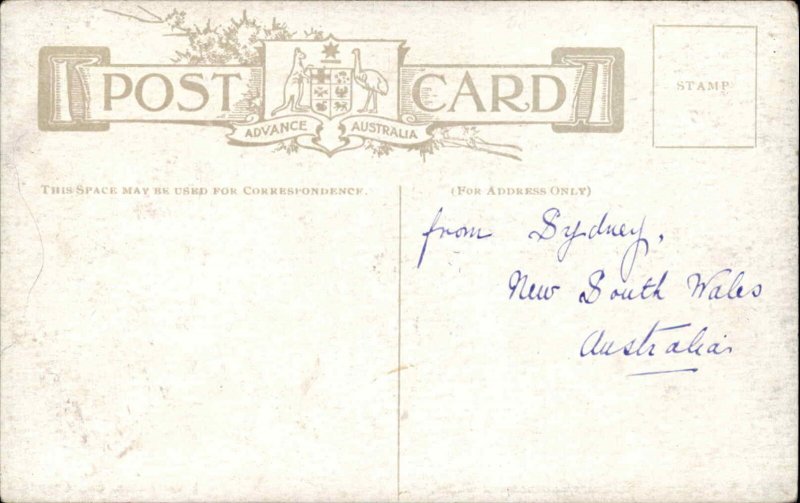 POST CARD
STAMP
ADVANCE AUSTRALIA
THIS SPACE MAY BE USED FOR CORRESPONDENCE.
(FOR ADDRESS ONLY)
from Sydney,
New South Wales
Australia